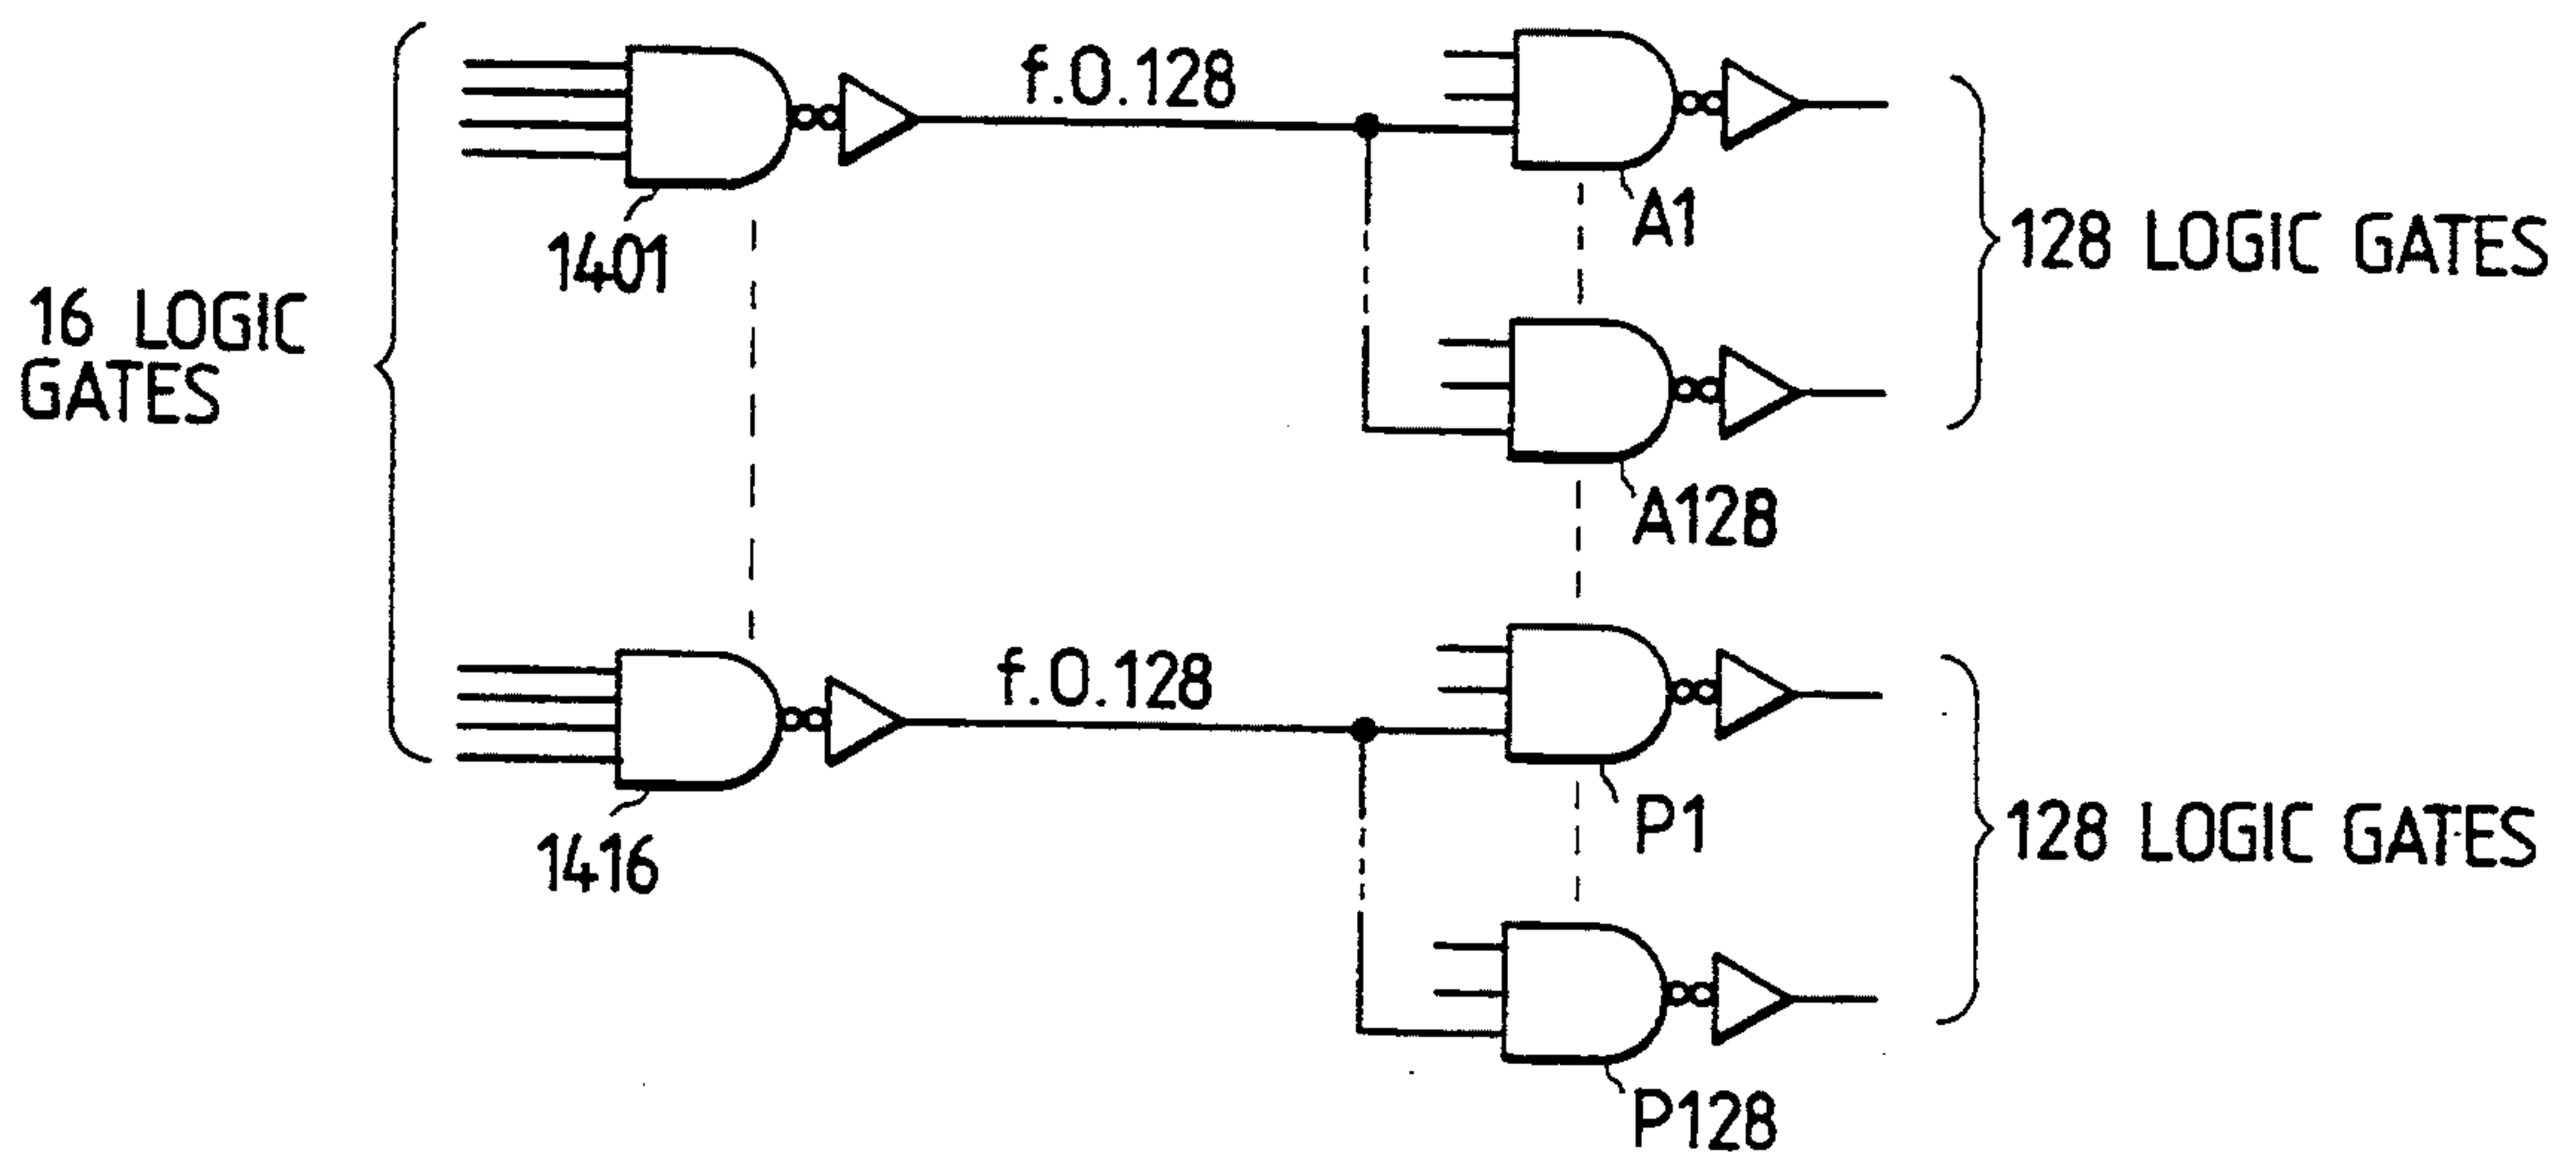 f.O.128
A1
1401
128 LOGIC GATES
16 LOGIC
GATES
A128
f.O.128
P1
1416
128 LOGIC GATES
P128